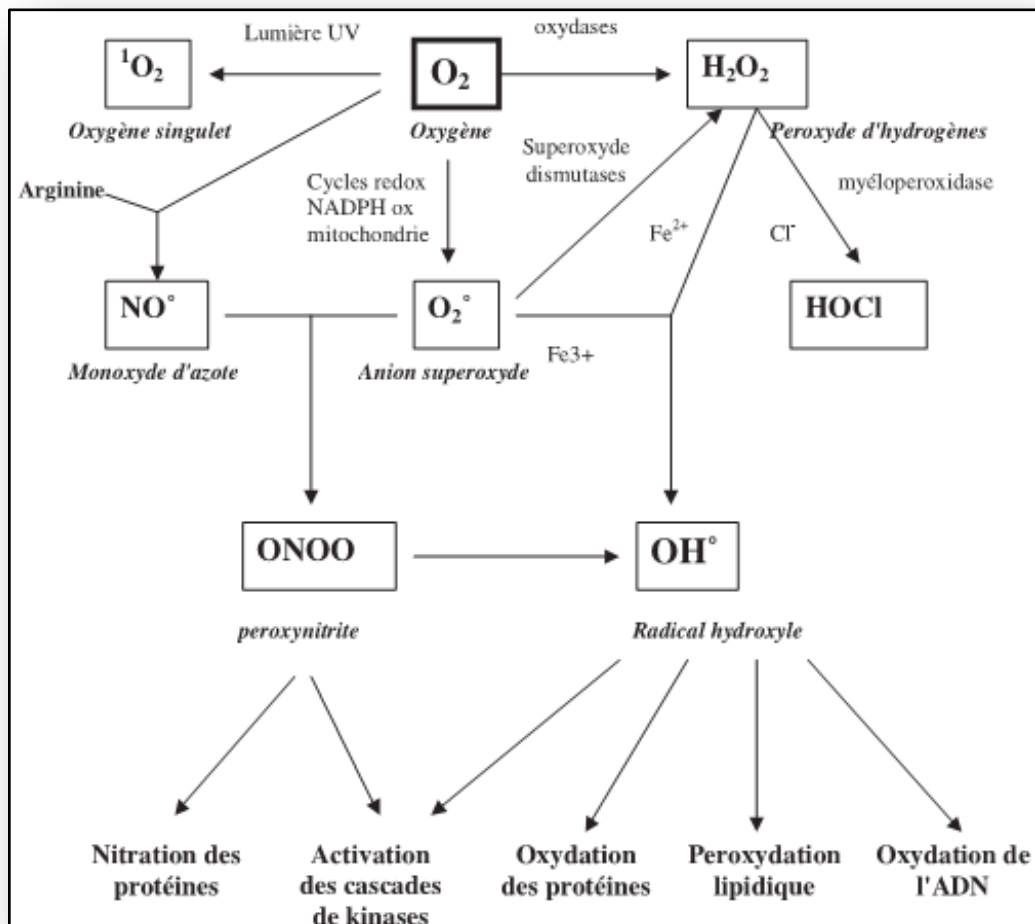 Lumière UV
oxydases
¹O₂
O₂
H₂O₂
Oxygène singulet
Oxygène
Peroxyde d'hydrogènes
Arginine
Cycles redox
NADPH ox
mitochondrie
Superoxyde
dismutases
myéloperoxidase
Fe²⁺
Cl⁻
NO°
O₂°
HOCl
Monoxyde d'azote
Anion superoxyde
Fe3+
ONOO
OH°
peroxynitrite
Radical hydroxyle
Nitration des
protéines
Activation
des cascades
de kinases
Oxydation
des protéines
Peroxydation
lipidique
Oxydation de
l'ADN